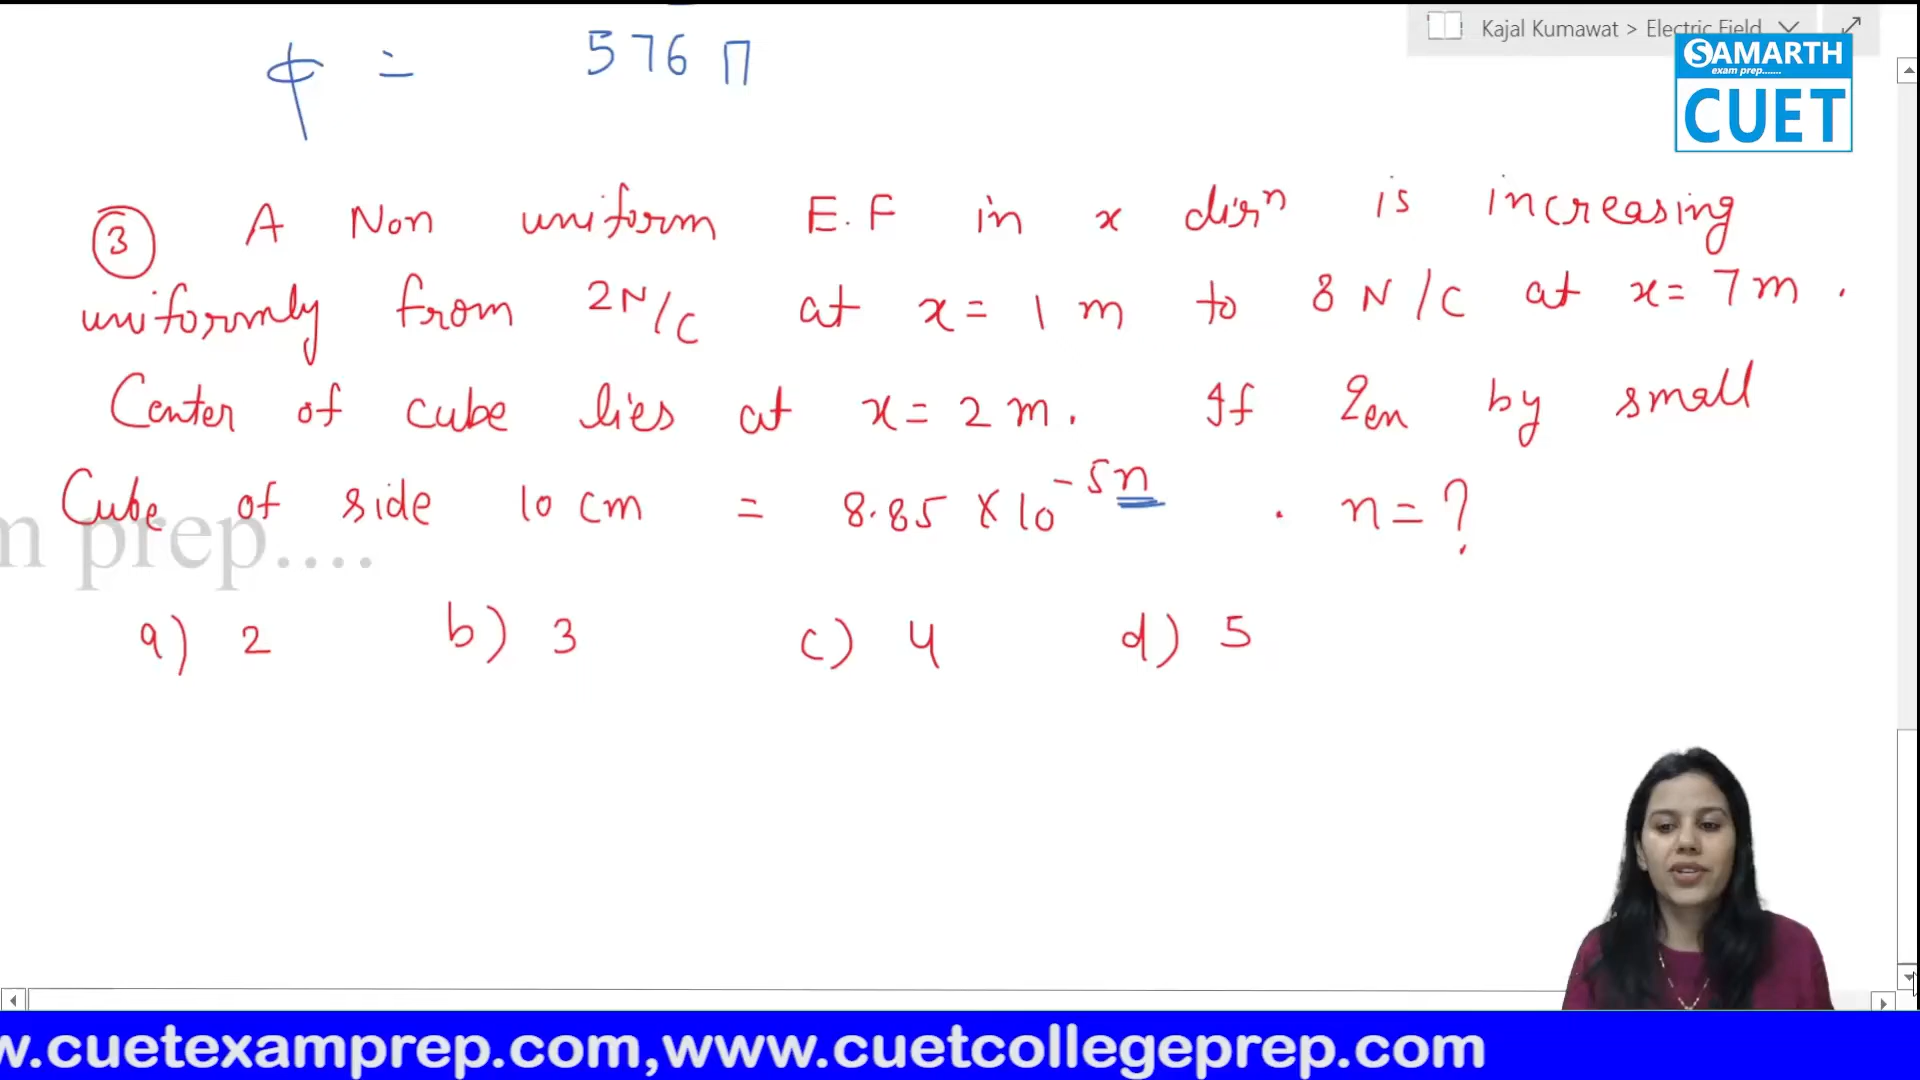 Kajal Kumawat > Electric Field
SAMARTH
exam prep......
CUET
ϕ = 576 π
③ A Non uniform E.F in x dirⁿ is increasing
uniformly from 2N/C at x = 1 m to 8 N/C at x = 7m.
Center of cube lies at x = 2 m. If qen by small
Cube of side 10 cm = 8.85 × 10^-5n . n = ?
m prep....
a) 2 b) 3 c) 4 d) 5
w.cuetexamprep.com,www.cuetcollegeprep.com